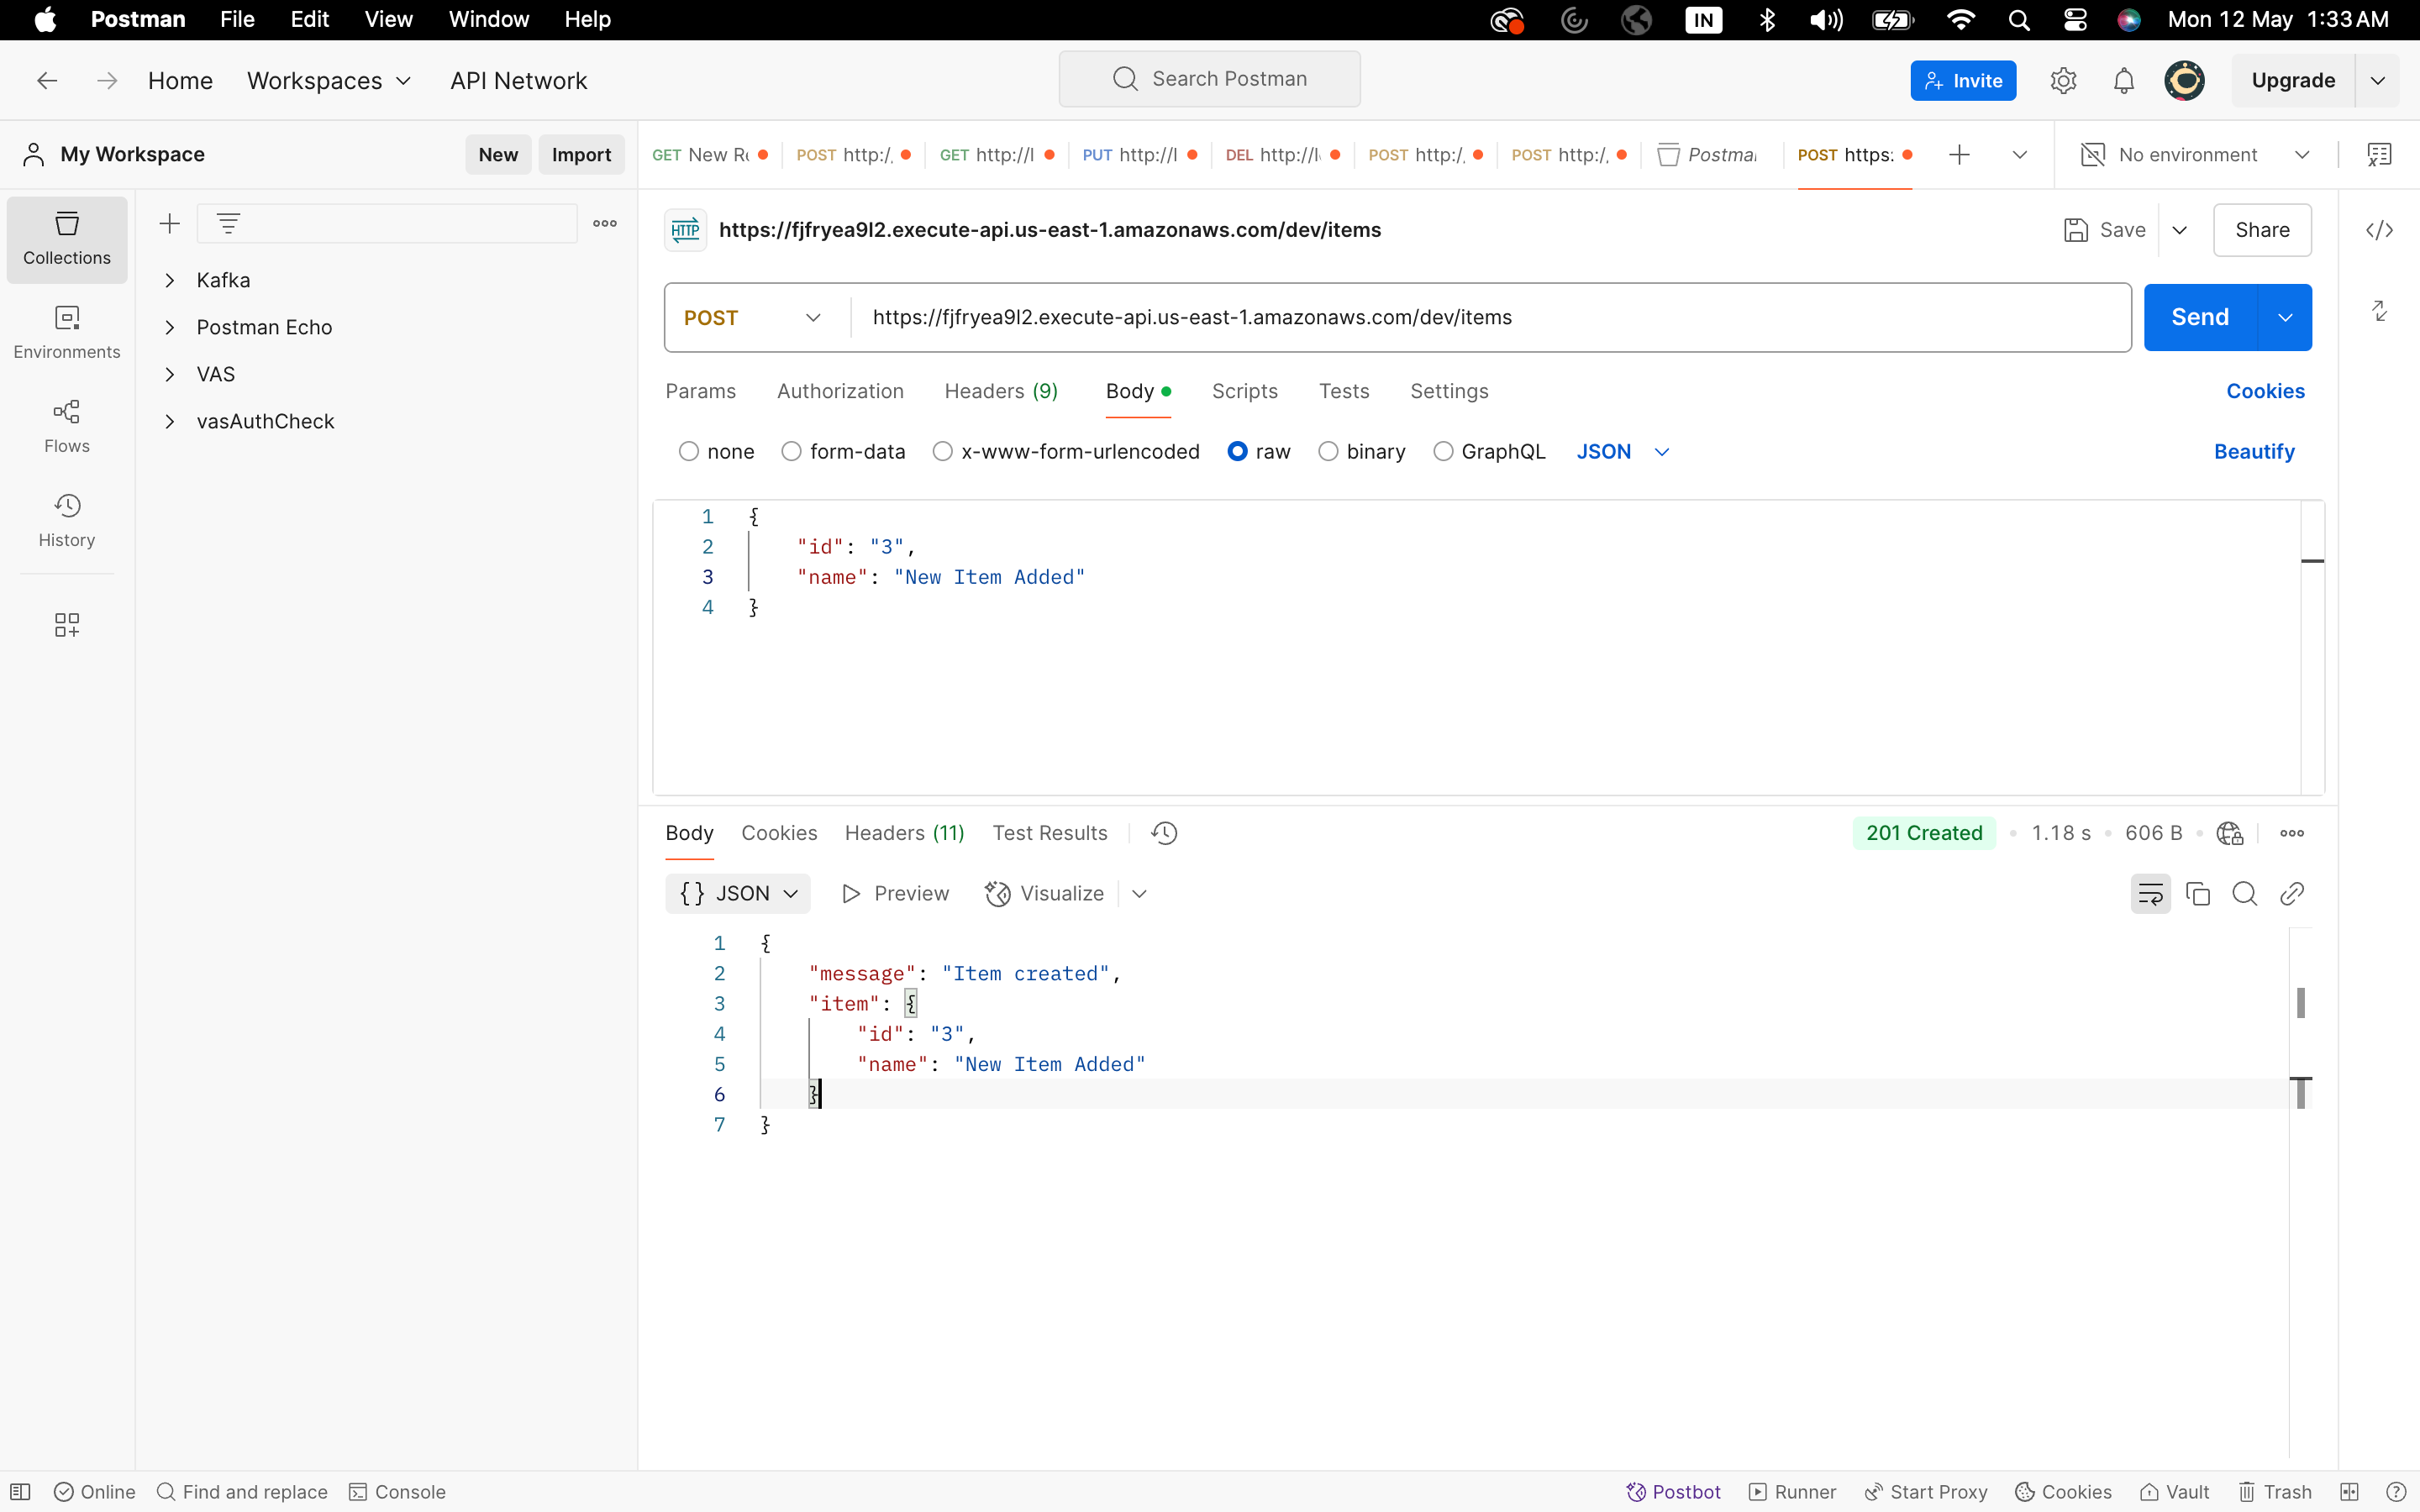 Postman File Edit View Window Help IN Mon 12 May 1:33 AM
Home Workspaces API Network Search Postman Invite Upgrade
My Workspace New Import GET New Re POST http:/, GET http://l PUT http://l DEL http://l POST http:/, POST http:/, Postma POST https: No environment
Collections
Environments
Flows
History
Kafka
Postman Echo
VAS
vasAuthCheck
HTTP https://fjfryea9l2.execute-api.us-east-1.amazonaws.com/dev/items Save Share
POST https://fjfryea9l2.execute-api.us-east-1.amazonaws.com/dev/items Send
Params Authorization Headers (9) Body Scripts Tests Settings Cookies
none form-data x-www-form-urlencoded raw binary GraphQL JSON Beautify
1 {
2 "id": "3",
3 "name": "New Item Added"
4 }
Body Cookies Headers (11) Test Results 201 Created 1.18 s 606 B
{} JSON Preview Visualize
1 {
2 "message": "Item created",
3 "item": {
4 "id": "3",
5 "name": "New Item Added"
6 }
7 }
Online Find and replace Console Postbot Runner Start Proxy Cookies Vault Trash